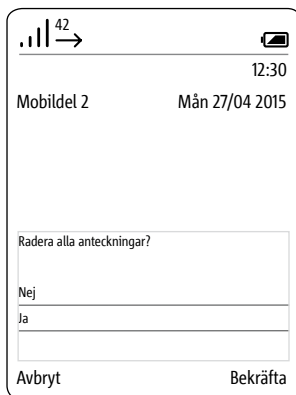 42
12:30
Mobildel 2 Mån 27/04 2015
Radera alla anteckningar?
Nej
Ja
Avbryt Bekräfta